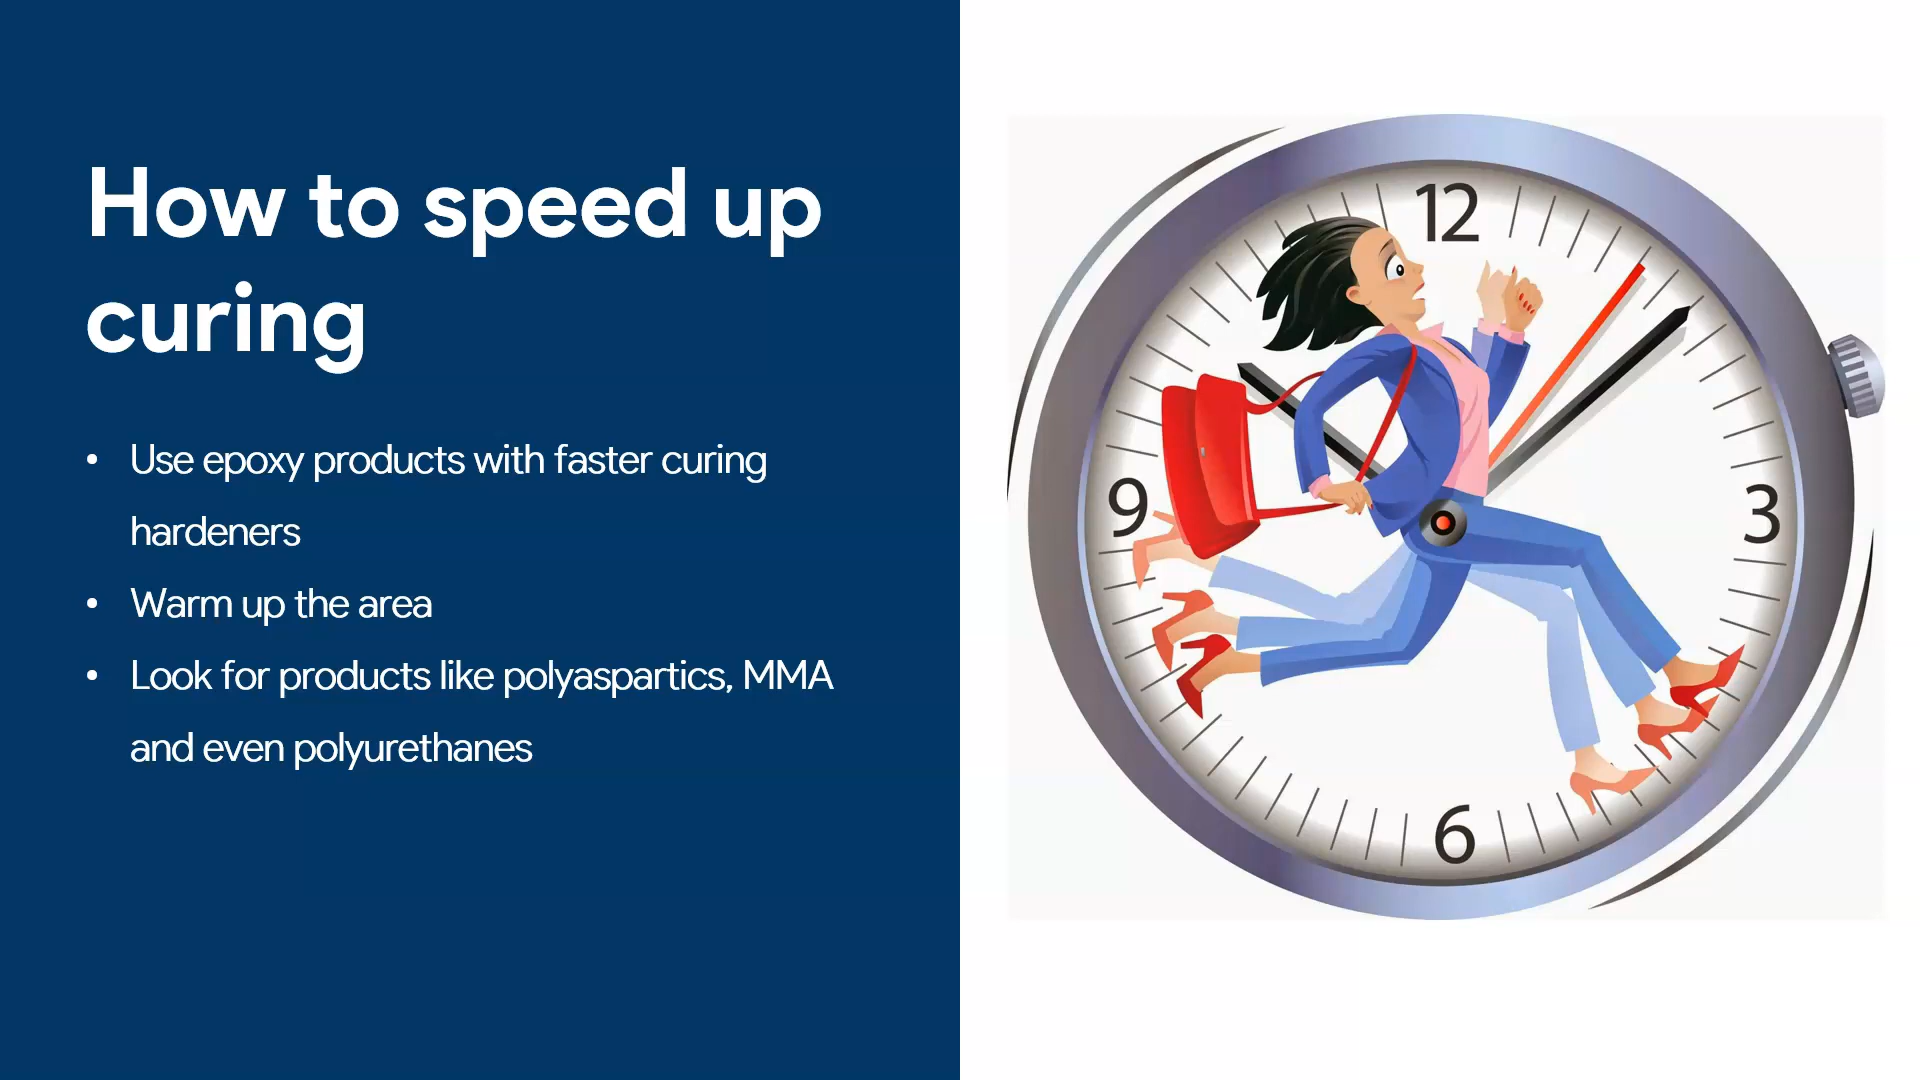 How to speed up
curing
• Use epoxy products with faster curing
hardeners
• Warm up the area
• Look for products like polyaspartics, MMA
and even polyurethanes
12
3
6
9